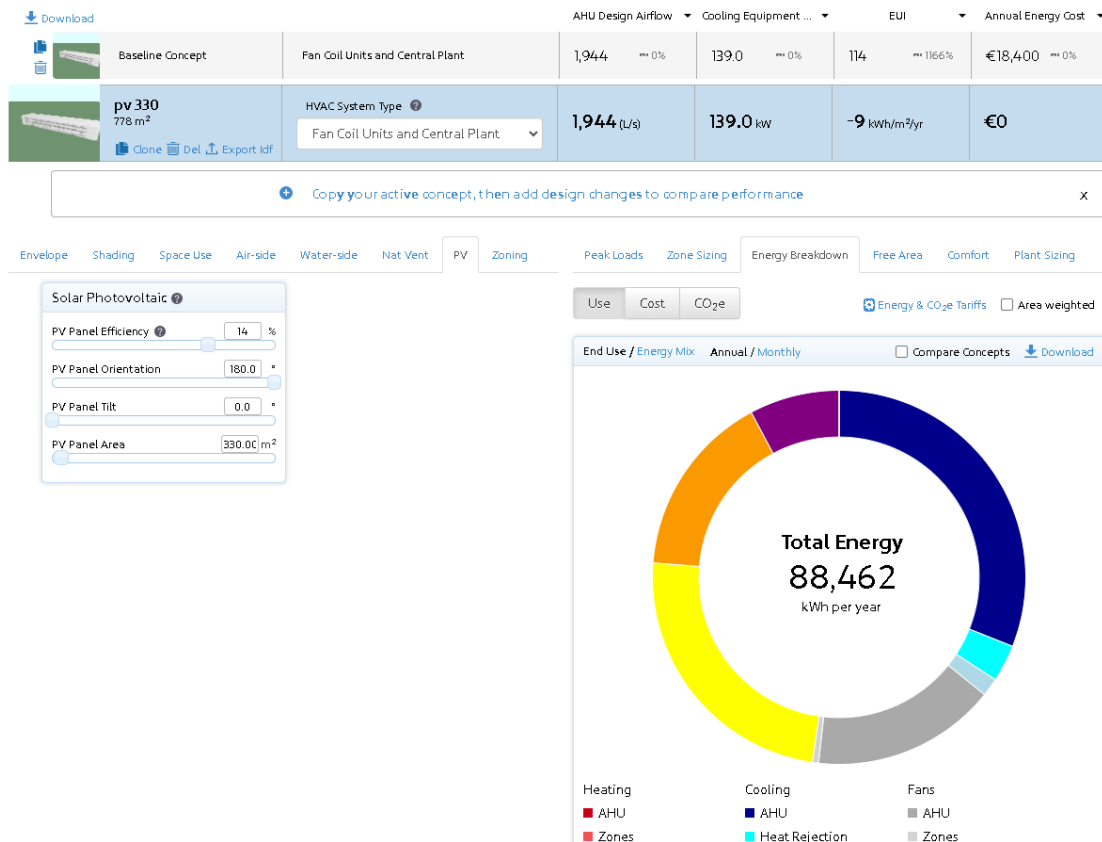 Download
AHU Design Airflow Cooling Equipment ... EUI Annual Energy Cost
Baseline Concept Fan Coil Units and Central Plant 1,944 0% 139.0 0% 114 1166% €18,400 0%
pv 330
778 m²
HVAC System Type ?
Fan Coil Units and Central Plant
1,944 (L/s) 139.0 kW -9 kWh/m²/yr €0
Clone Del Export Idf
Copy your active concept, then add design changes to compare performance x
Envelope Shading Space Use Air-side Water-side Nat Vent PV Zoning
Peak Loads Zone Sizing Energy Breakdown Free Area Comfort Plant Sizing
Solar Photovoltaic ?
PV Panel Efficiency ? 14 %
PV Panel Orientation 180.0 °
PV Panel Tilt 0.0 °
PV Panel Area 330.00 m²
Use Cost CO₂e
Energy & CO₂e Tariffs Area weighted
End Use / Energy Mix Annual / Monthly Compare Concepts Download
Total Energy
88,462
kWh per year
Heating Cooling Fans
AHU AHU AHU
Zones Heat Rejection Zones